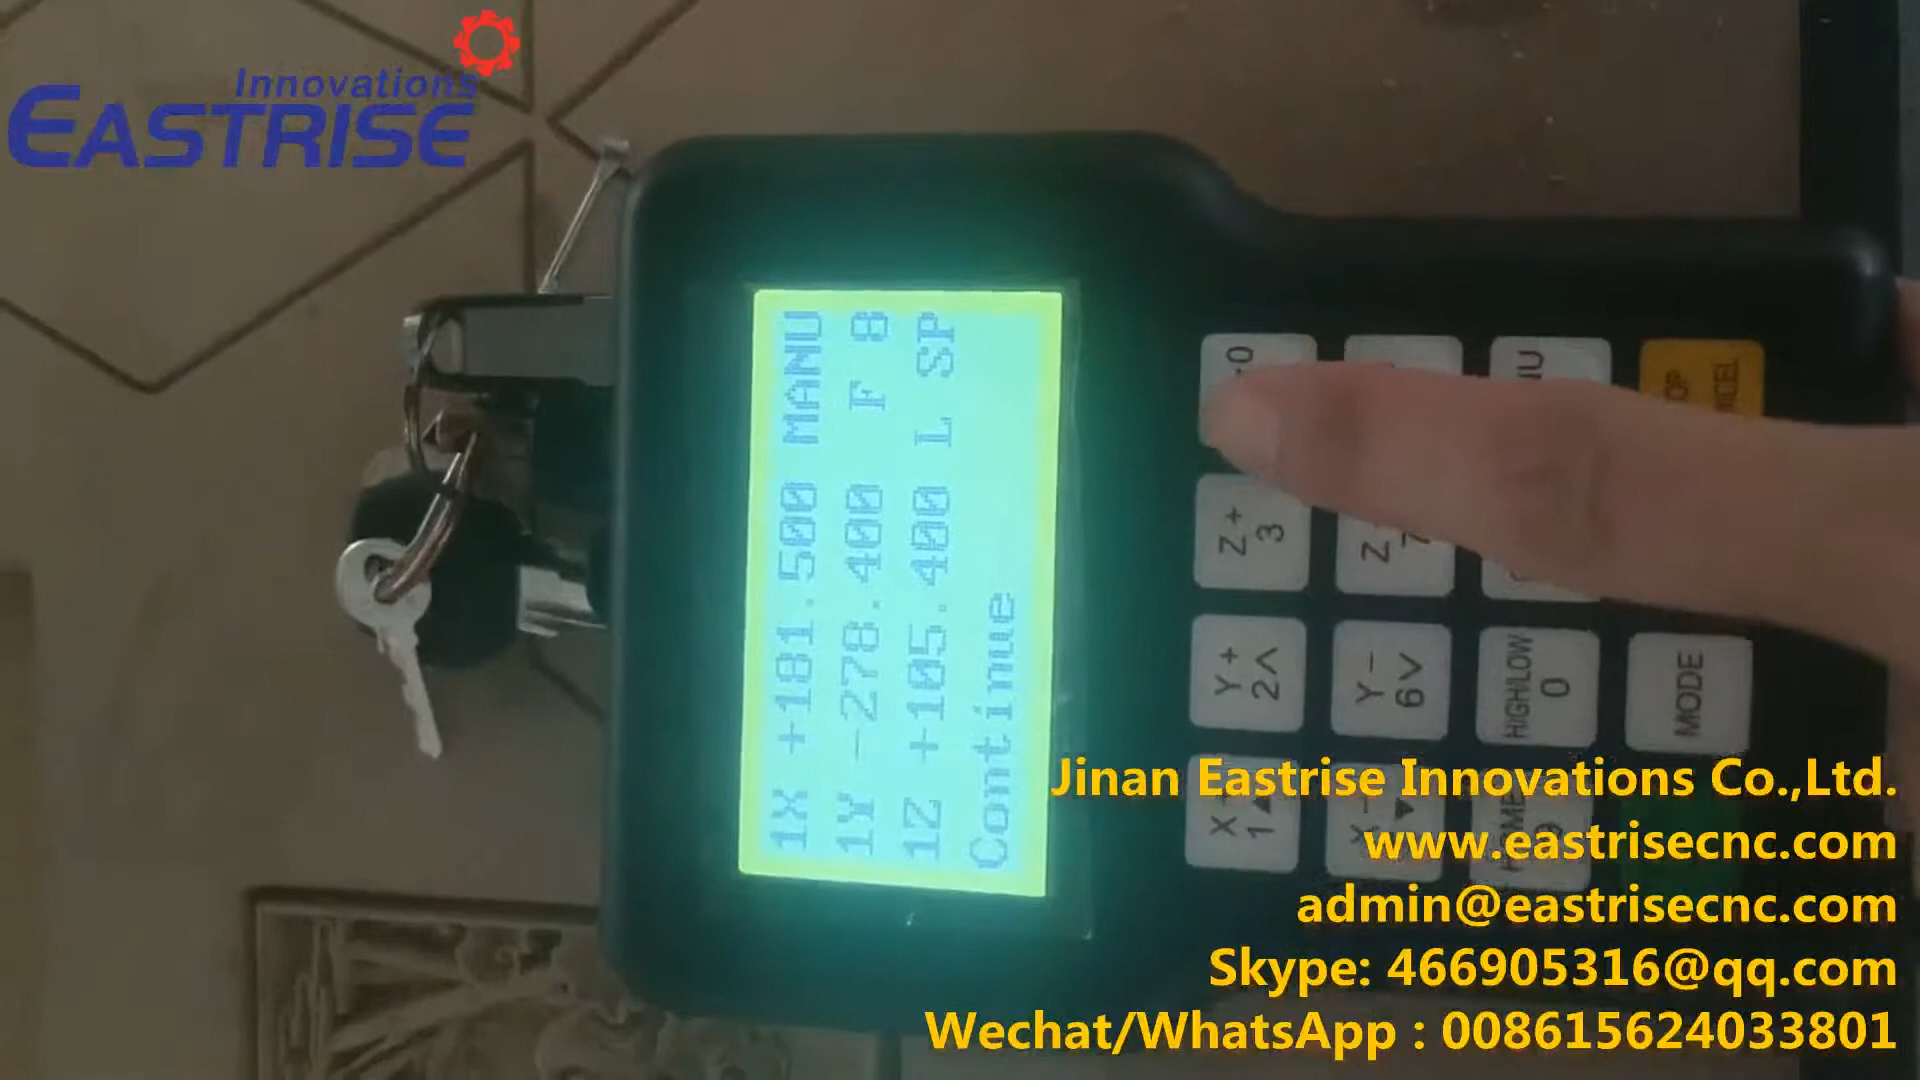 Innovations
EASTRISE
1X +181.500 MANU
1Y -278.400 F 8
1Z +105.400 L SP
Continue
X+
1▲
Y+
2∧
Z+
3
Y-
6∨
HIGH/LOW
0
MODE
Jinan Eastrise Innovations Co.,Ltd.
www.eastrisecnc.com
admin@eastrisecnc.com
Skype: 466905316@qq.com
Wechat/WhatsApp : 008615624033801